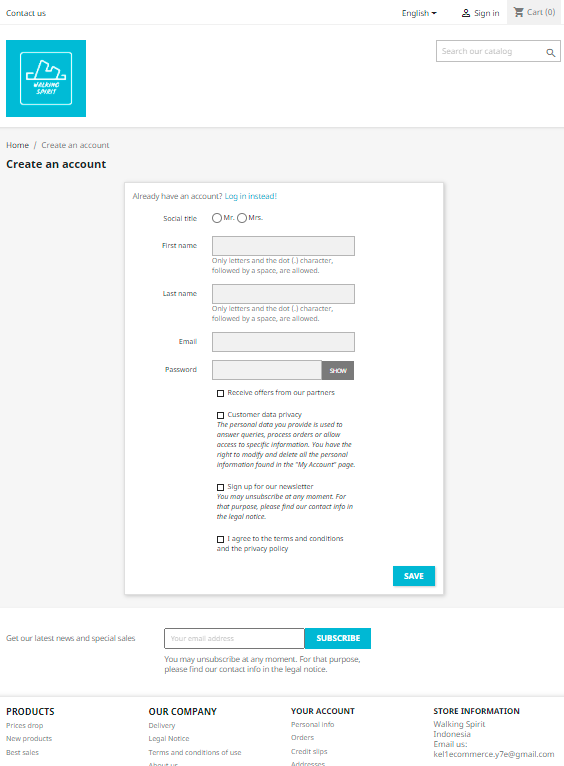 Contact us
English
Sign in
Cart (0)
WALKING
SPIRIT
Search our catalog
Home / Create an account
Create an account
Already have an account? Log in instead!
Social title
Mr.
Mrs.
First name
Only letters and the dot (.) character,
followed by a space, are allowed.
Last name
Only letters and the dot (.) character,
followed by a space, are allowed.
Email
Password
SHOW
Receive offers from our partners
Customer data privacy
The personal data you provide is used to
answer queries, process orders or allow
access to specific information. You have the
right to modify and delete all the personal
information found in the "My Account" page.
Sign up for our newsletter
You may unsubscribe at any moment. For
that purpose, please find our contact info in
the legal notice.
I agree to the terms and conditions
and the privacy policy
SAVE
Get our latest news and special sales
Your email address
SUBSCRIBE
You may unsubscribe at any moment. For that purpose,
please find our contact info in the legal notice.
PRODUCTS
Prices drop
New products
Best sales
OUR COMPANY
Delivery
Legal Notice
Terms and conditions of use
About us
YOUR ACCOUNT
Personal info
Orders
Credit slips
Addresses
STORE INFORMATION
Walking Spirit
Indonesia
Email us:
kel1ecommerce.y7e@gmail.com